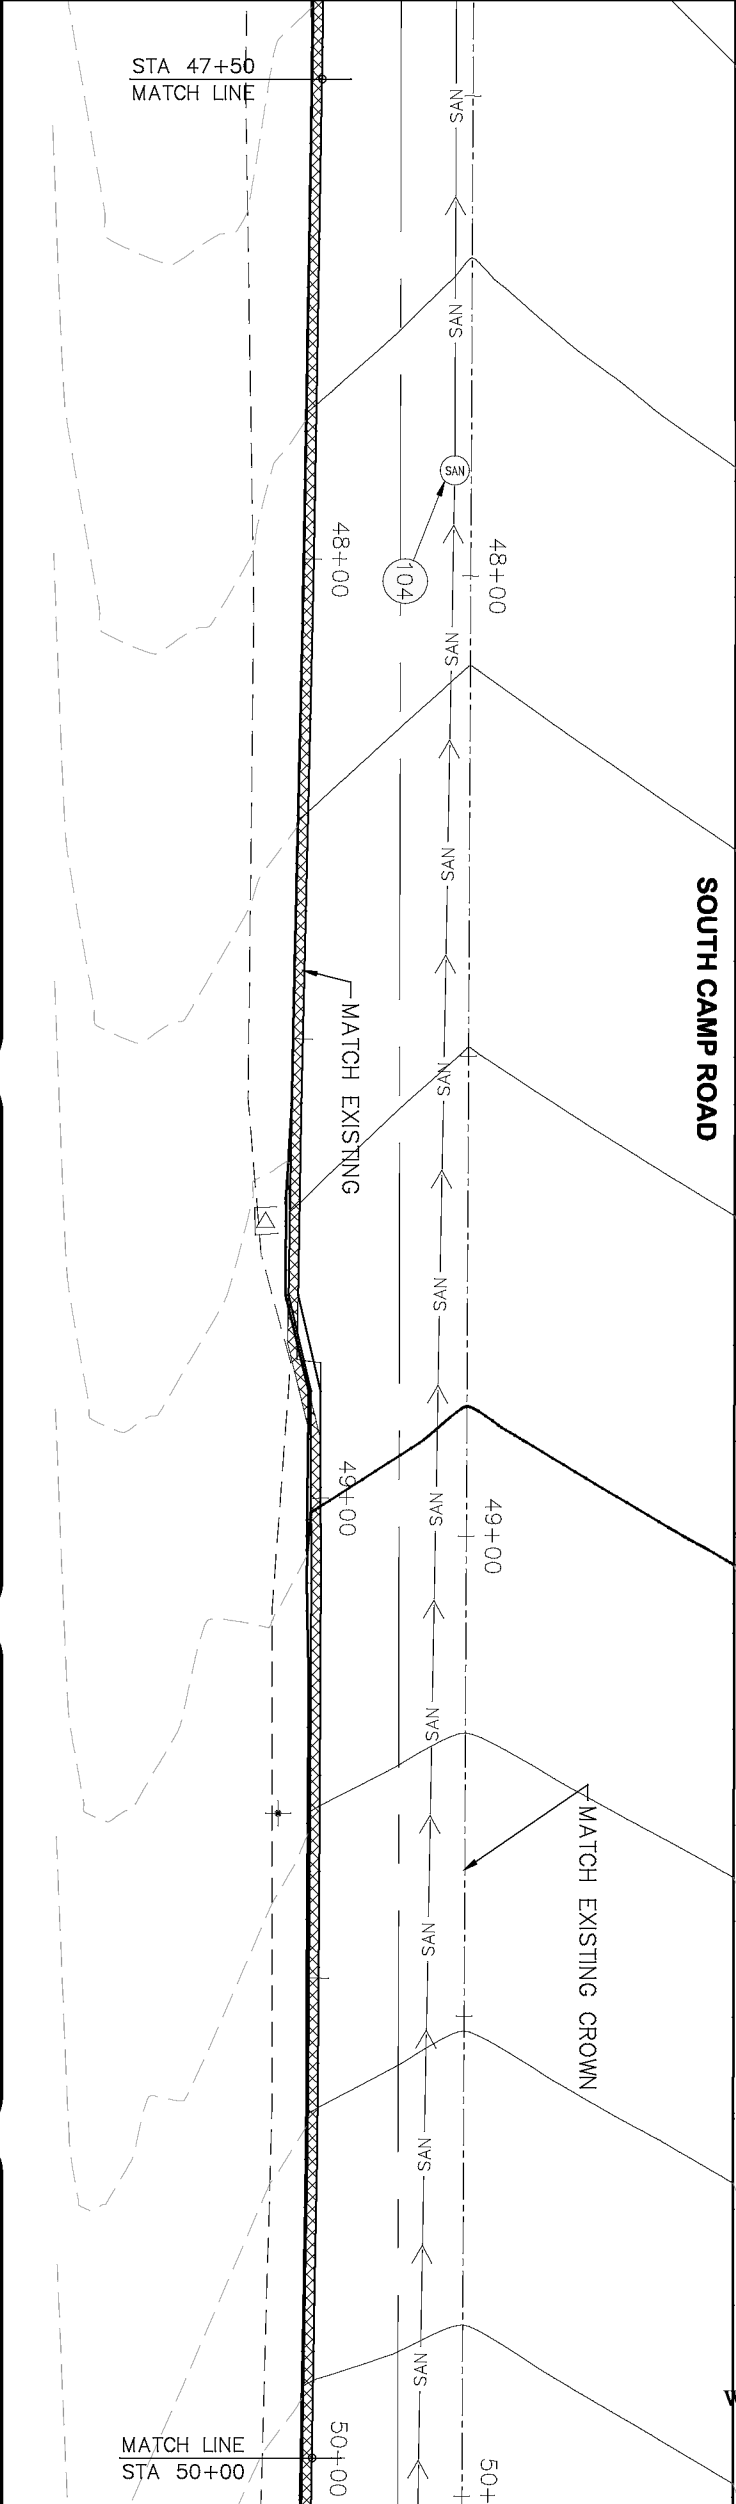 STA 47+50
MATCH LINE
SAN
SAN
SAN
48+00
48+00
104
SAN
SAN
SOUTH CAMP ROAD
MATCH EXISTING
SAN
SAN
49+00
49+00
SAN
SAN
MATCH EXISTING CROWN
SAN
SAN
SAN
MATCH LINE
STA 50+00
50+00
50+